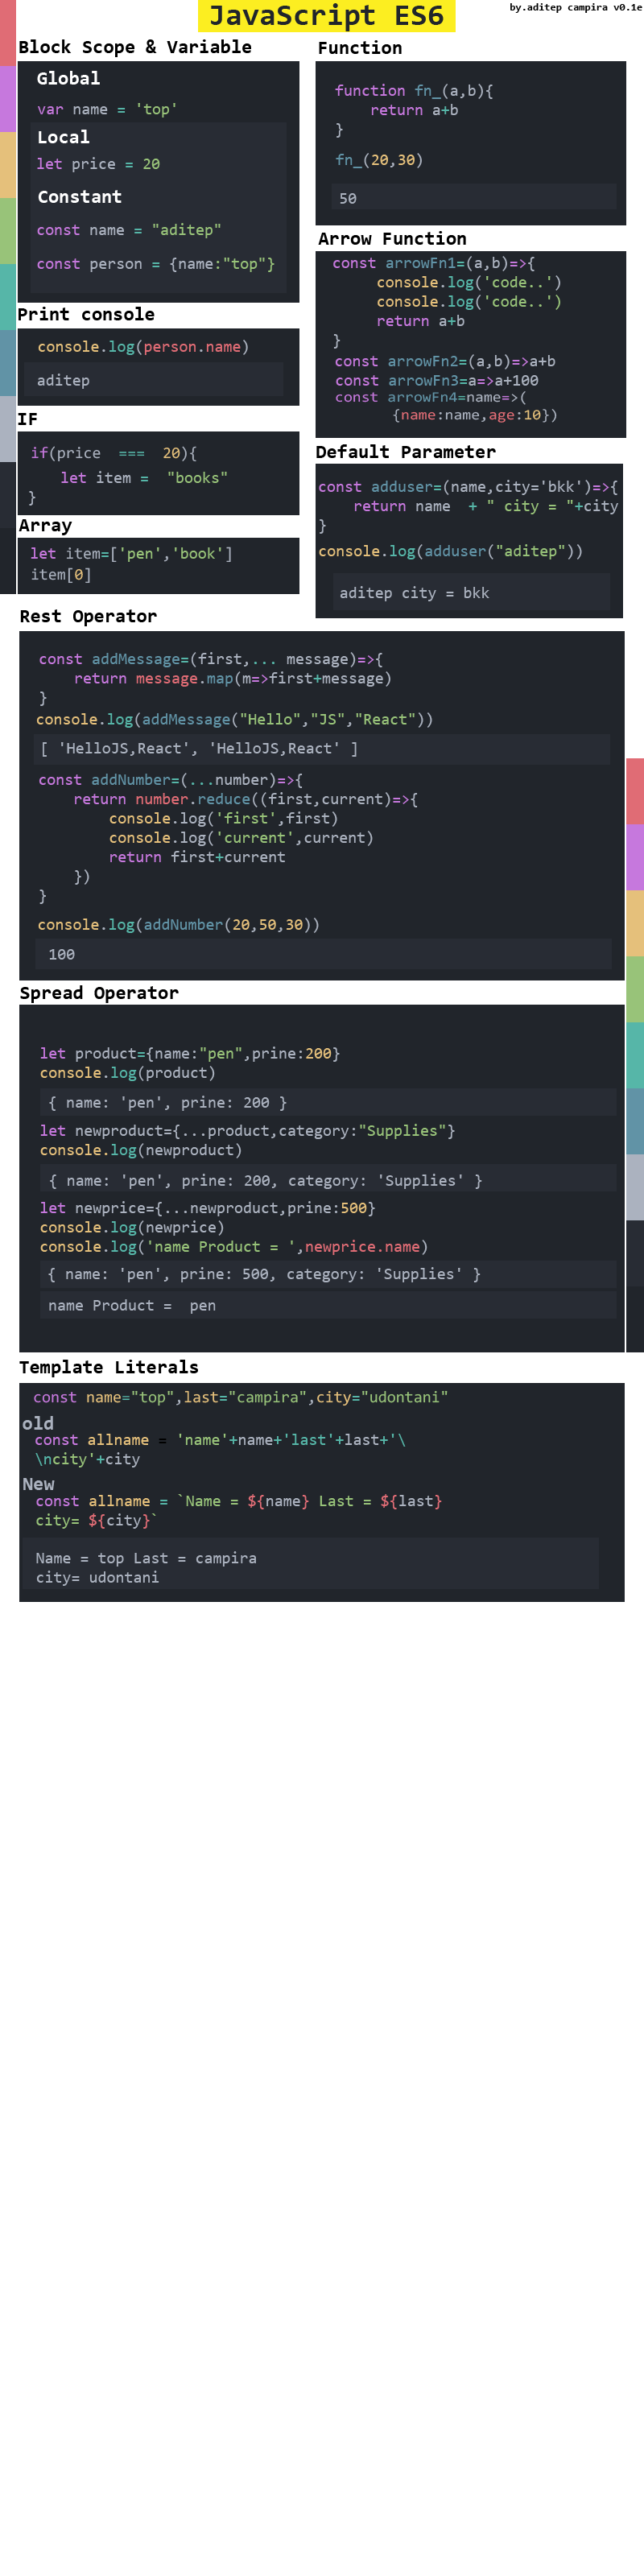 JavaScript ES6
by.aditep campira v0.1e
Block Scope & Variable
Global
var name = 'top'
Local
let price = 20
Constant
const name = "aditep"
const person = {name:"top"}
Print console
console.log(person.name)
aditep
IF
if(price  ===  20){
let item =  "books"
}
Array
let item=['pen','book']
item[0]
Function
function fn_(a,b){
return a+b
}
fn_(20,30)
50
Arrow Function
const arrowFn1=(a,b)=>{
console.log('code..')
console.log('code..')
return a+b
}
const arrowFn2=(a,b)=>a+b
const arrowFn3=a=>a+100
const arrowFn4=name=>(
{name:name,age:10})
Default Parameter
const adduser=(name,city='bkk')=>{
return name  + " city = "+city
}
console.log(adduser("aditep"))
aditep city = bkk
Rest Operator
const addMessage=(first,... message)=>{
return message.map(m=>first+message)
}
console.log(addMessage("Hello","JS","React"))
[ 'HelloJS,React', 'HelloJS,React' ]
const addNumber=(...number)=>{
return number.reduce((first,current)=>{
console.log('first',first)
console.log('current',current)
return first+current
})
}
console.log(addNumber(20,50,30))
100
Spread Operator
let product={name:"pen",prine:200}
console.log(product)
{ name: 'pen', prine: 200 }
let newproduct={...product,category:"Supplies"}
console.log(newproduct)
{ name: 'pen', prine: 200, category: 'Supplies' }
let newprice={...newproduct,prine:500}
console.log(newprice)
console.log('name Product = ',newprice.name)
{ name: 'pen', prine: 500, category: 'Supplies' }
name Product =  pen
Template Literals
const name="top",last="campira",city="udontani"
old
const allname = 'name'+name+'last'+last+'\
\ncity'+city
New
const allname = `Name = ${name} Last = ${last}
city= ${city}`
Name = top Last = campira
city= udontani